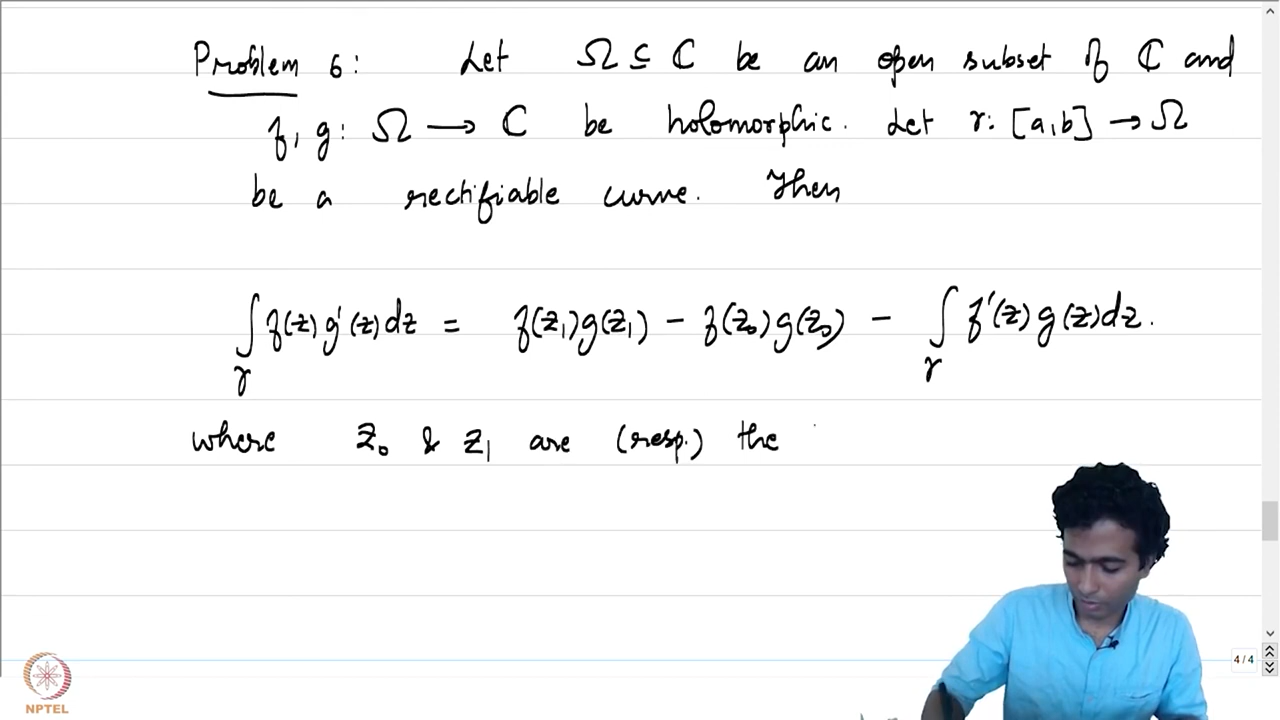 Problem 6: Let Ω ⊆ ℂ be an open subset of ℂ and
f, g: Ω → ℂ be holomorphic. Let γ: [a,b] → Ω
be a rectifiable curve. Then
∫_γ f(z)g'(z)dz = f(z₁)g(z₁) - f(z₀)g(z₀) - ∫_γ f'(z)g(z)dz.
where z₀ & z₁ are (resp.) the
4 / 4
NPTEL